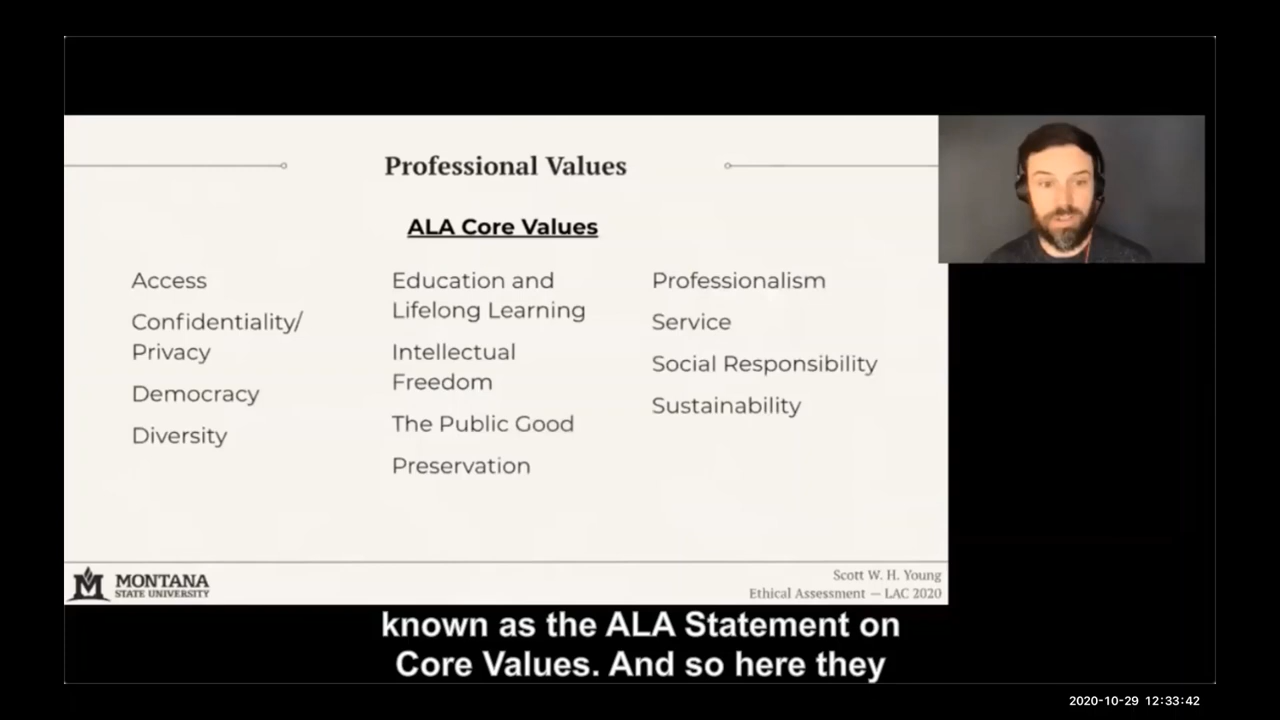 Professional Values
ALA Core Values
Access
Confidentiality/
Privacy
Democracy
Diversity
Education and
Lifelong Learning
Intellectual
Freedom
The Public Good
Preservation
Professionalism
Service
Social Responsibility
Sustainability
M MONTANA
STATE UNIVERSITY
Scott W. H. Young
Ethical Assessment — LAC 2020
known as the ALA Statement on
Core Values. And so here they
2020-10-29 12:33:42